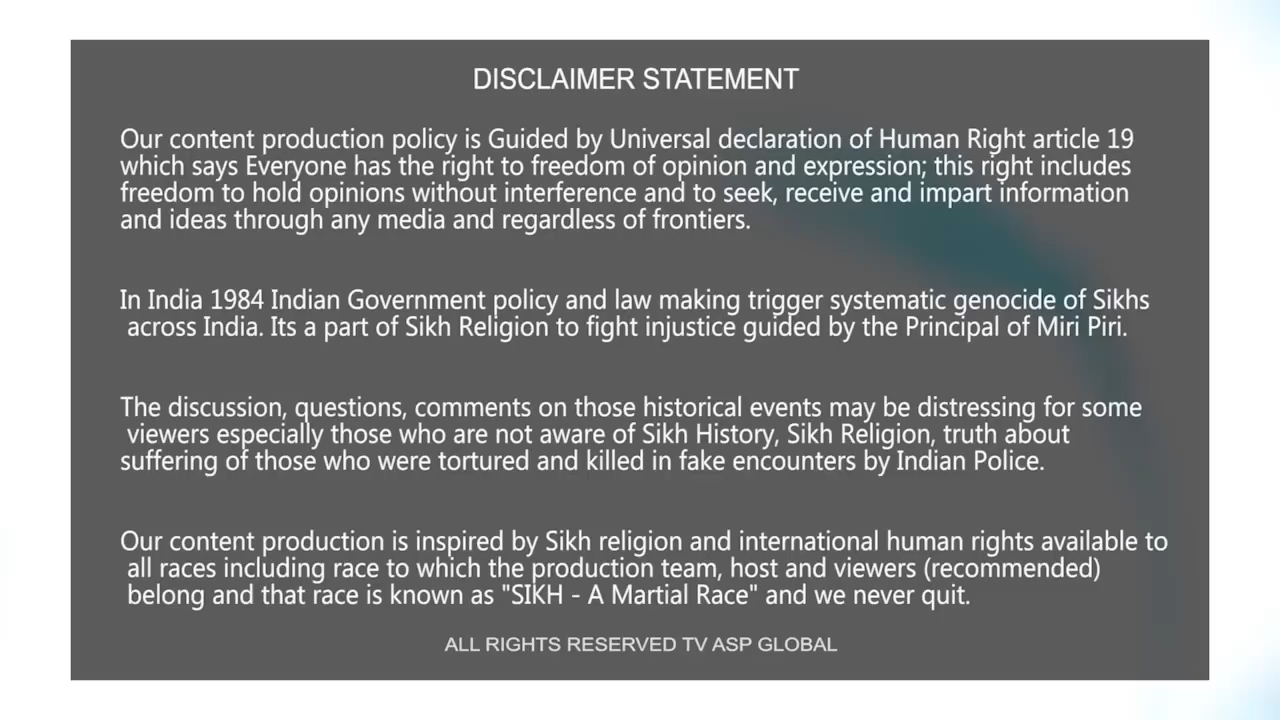 DISCLAIMER STATEMENT
Our content production policy is Guided by Universal declaration of Human Right article 19
which says Everyone has the right to freedom of opinion and expression; this right includes
freedom to hold opinions without interference and to seek, receive and impart information
and ideas through any media and regardless of frontiers.
In India 1984 Indian Government policy and law making trigger systematic genocide of Sikhs
across India. Its a part of Sikh Religion to fight injustice guided by the Principal of Miri Piri.
The discussion, questions, comments on those historical events may be distressing for some
viewers especially those who are not aware of Sikh History, Sikh Religion, truth about
suffering of those who were tortured and killed in fake encounters by Indian Police.
Our content production is inspired by Sikh religion and international human rights available to
all races including race to which the production team, host and viewers (recommended)
belong and that race is known as "SIKH - A Martial Race" and we never quit.
ALL RIGHTS RESERVED TV ASP GLOBAL